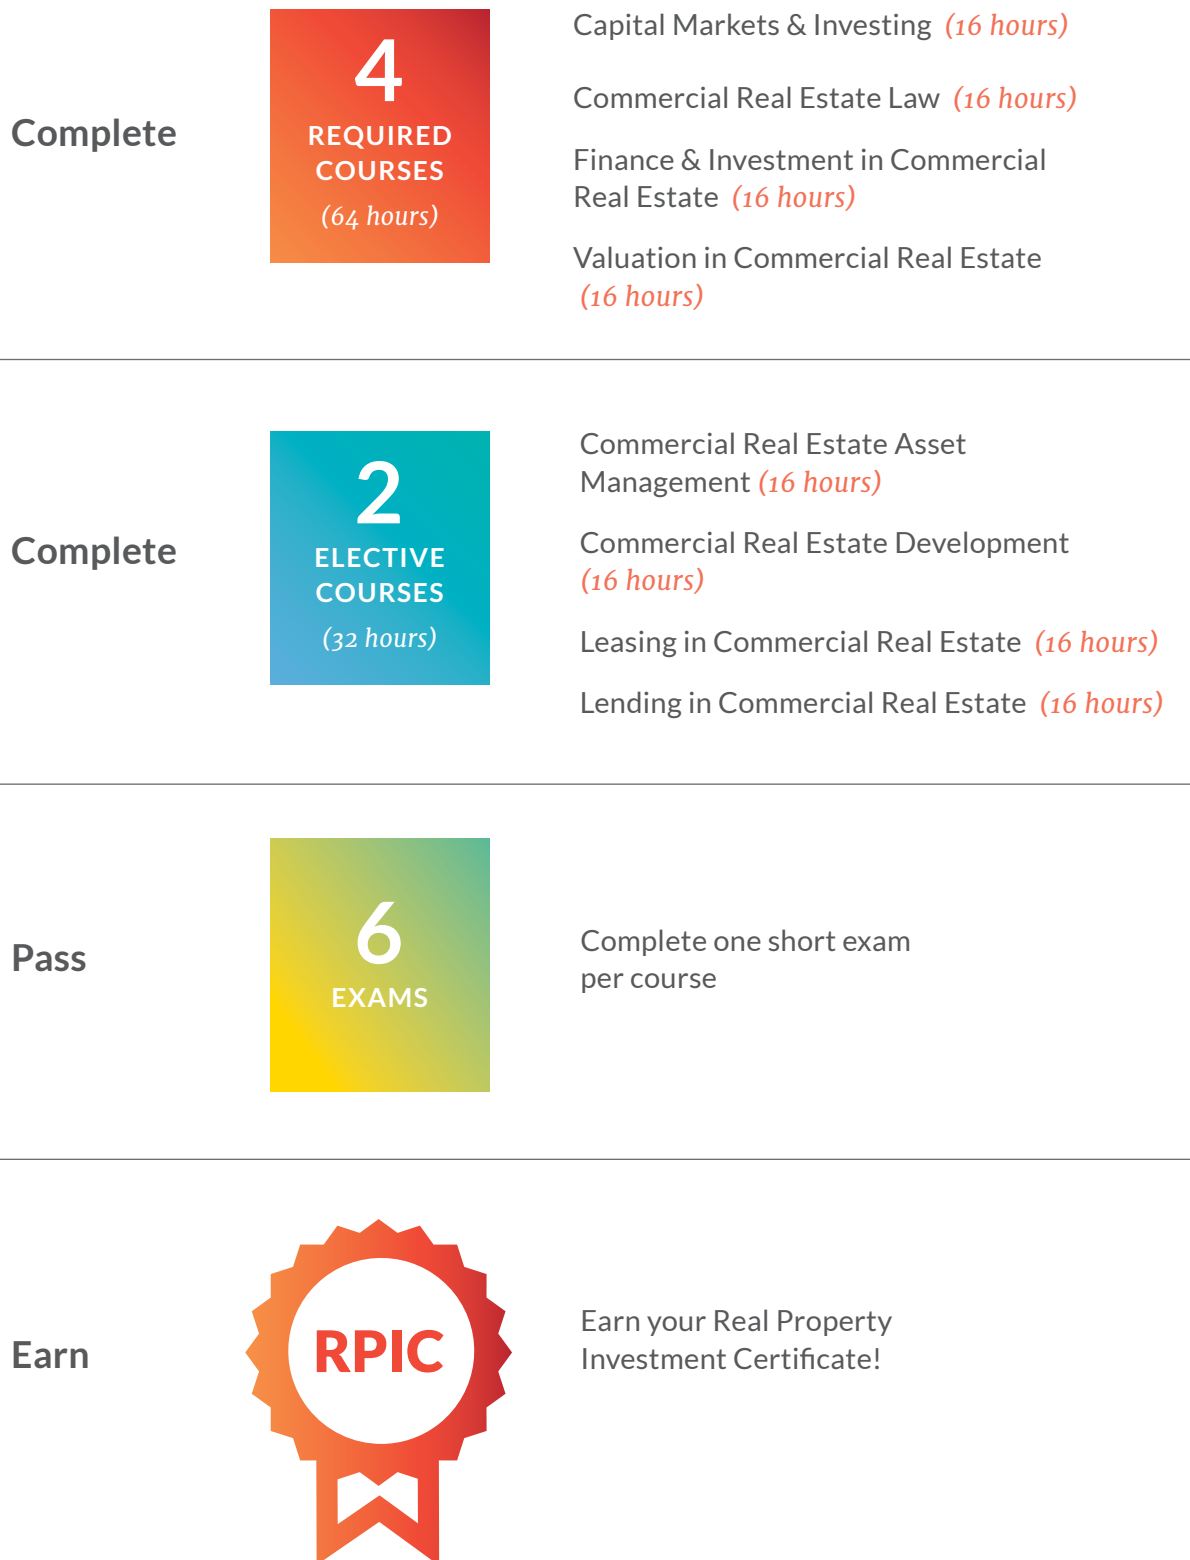 Complete
4
REQUIRED
COURSES
(64 hours)
Capital Markets & Investing (16 hours)
Commercial Real Estate Law (16 hours)
Finance & Investment in Commercial
Real Estate (16 hours)
Valuation in Commercial Real Estate
(16 hours)
Complete
2
ELECTIVE
COURSES
(32 hours)
Commercial Real Estate Asset
Management (16 hours)
Commercial Real Estate Development
(16 hours)
Leasing in Commercial Real Estate (16 hours)
Lending in Commercial Real Estate (16 hours)
Pass
6
EXAMS
Complete one short exam
per course
Earn
RPIC
Earn your Real Property
Investment Certificate!